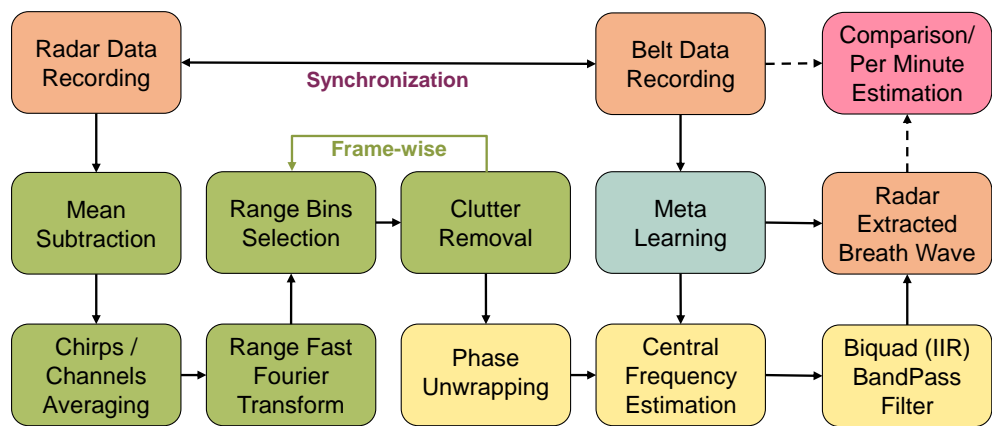 Radar Data
Recording
Synchronization
Belt Data
Recording
Comparison/
Per Minute
Estimation
Frame-wise
Mean
Subtraction
Range Bins
Selection
Clutter
Removal
Meta
Learning
Radar
Extracted
Breath Wave
Chirps /
Channels
Averaging
Range Fast
Fourier
Transform
Phase
Unwrapping
Central
Frequency
Estimation
Biquad (IIR)
BandPass
Filter